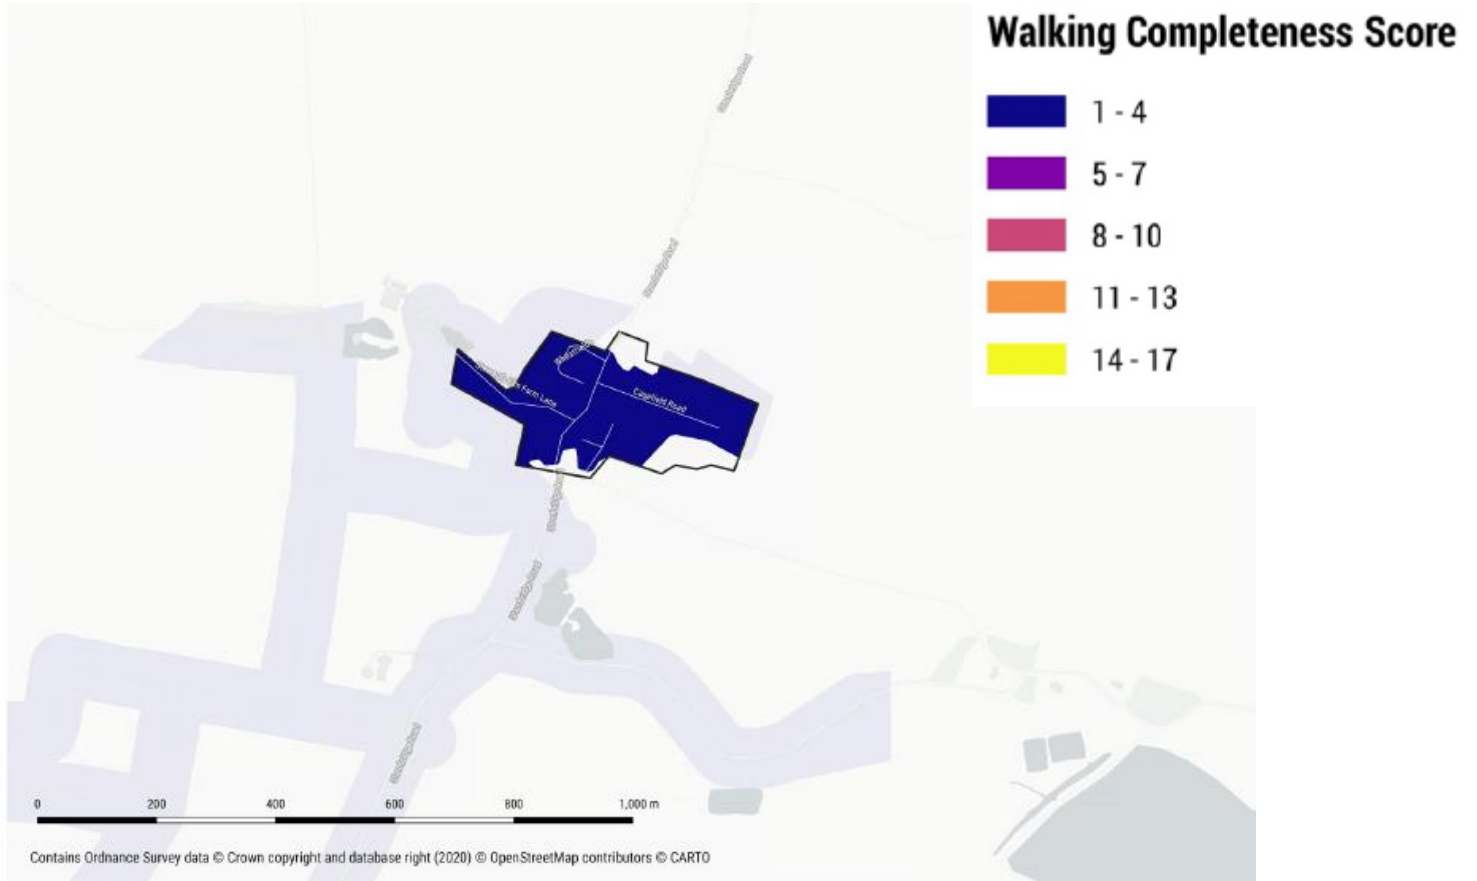 Walking Completeness Score
1 - 4
5 - 7
8 - 10
11 - 13
14 - 17
Farm Lane
Cagefield Road
0 200 400 600 800 1,000 m
Contains Ordnance Survey data © Crown copyright and database right (2020) © OpenStreetMap contributors © CARTO